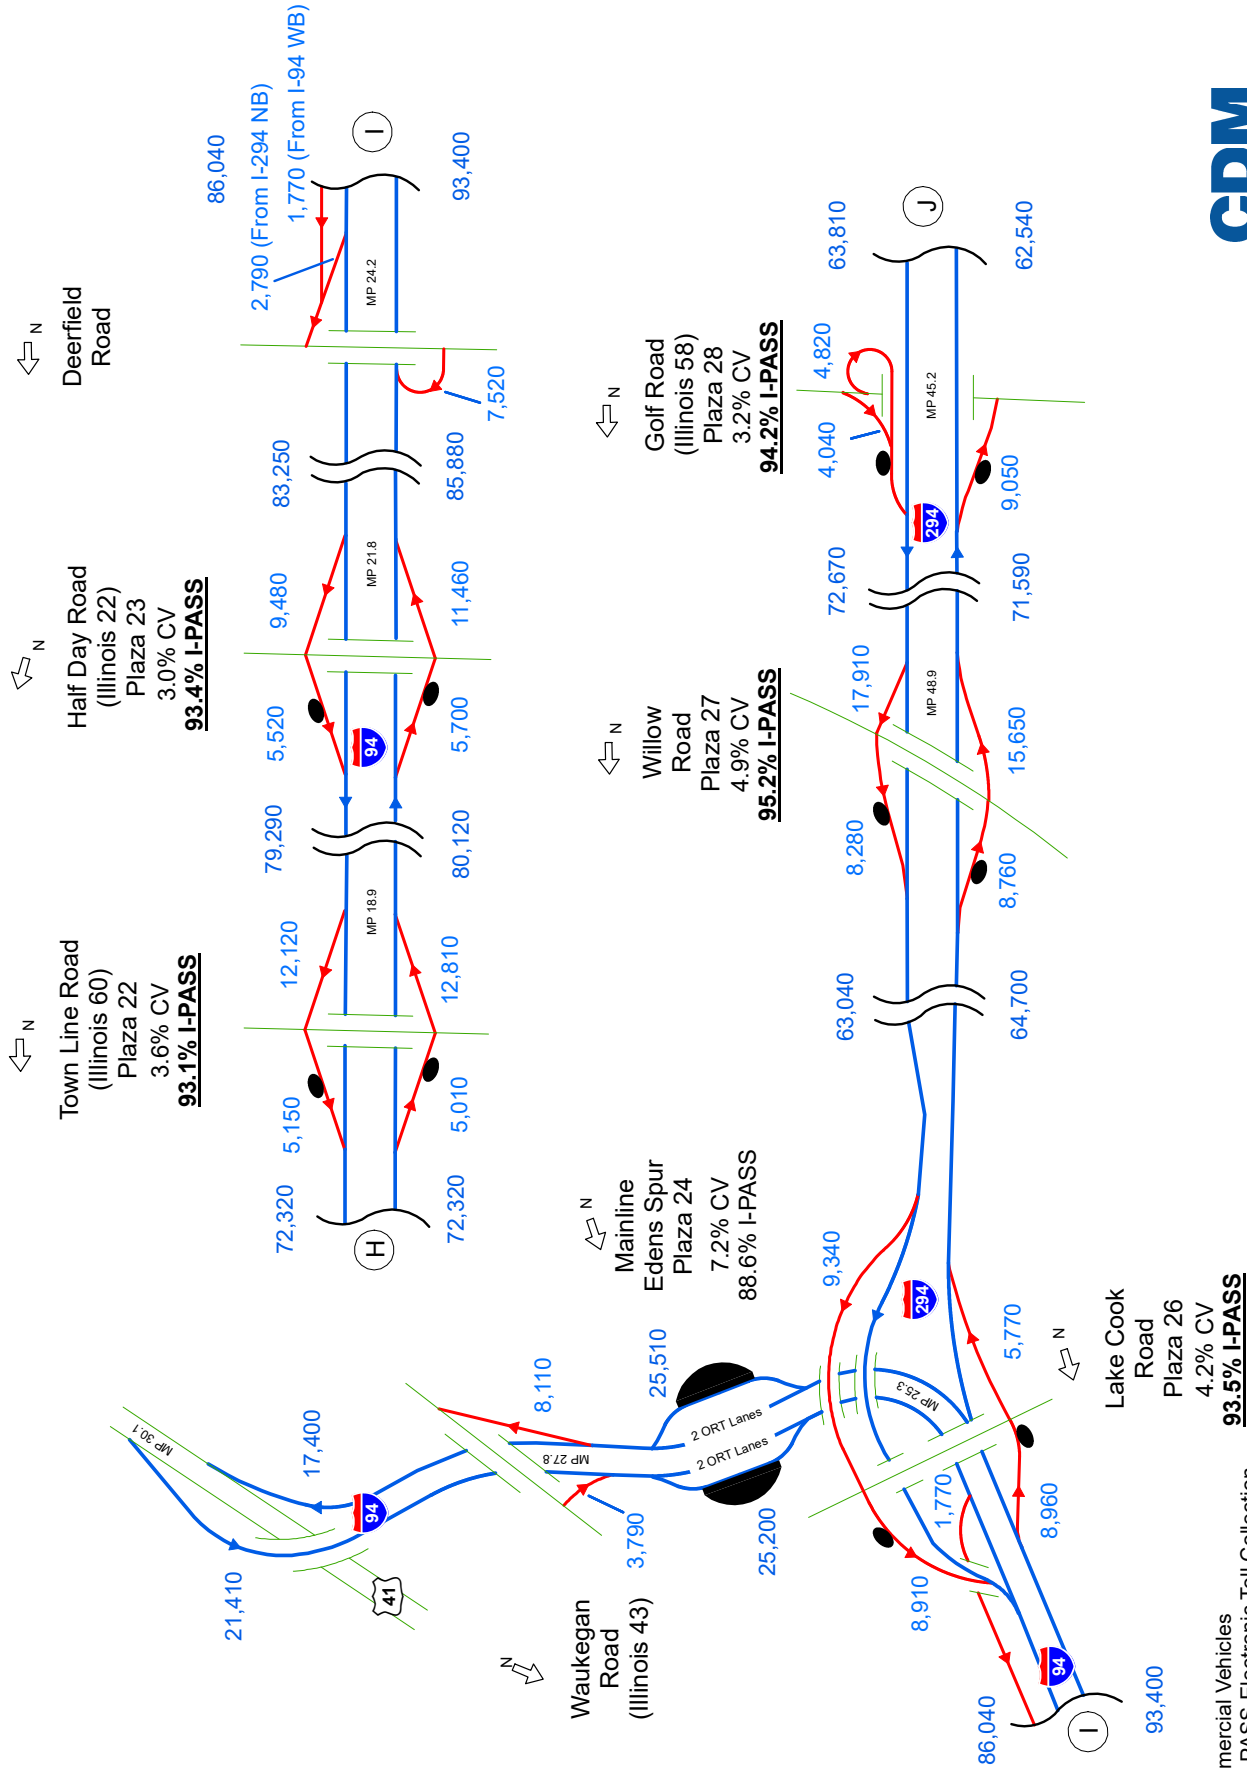 Town Line Road
(Illinois 60)
Plaza 22
3.6% CV
93.1% I-PASS
N
Half Day Road
(Illinois 22)
Plaza 23
3.0% CV
93.4% I-PASS
N
Deerfield
Road
N
72,320
5,150
12,120
79,290
5,520
9,480
83,250
2,790 (From I-294 NB)
1,770 (From I-94 WB)
86,040
H
MP 18.9
94
MP 21.8
MP 24.2
I
72,320
5,010
12,810
80,120
5,700
11,460
85,880
7,520
93,400
21,410
17,400
MP 30.1
41
94
Waukegan
Road
(Illinois 43)
N
3,790
8,110
MP 27.8
Mainline
Edens Spur
Plaza 24
7.2% CV
88.6% I-PASS
N
25,200
25,510
2 ORT Lanes
2 ORT Lanes
Willow
Road
Plaza 27
4.9% CV
95.2% I-PASS
N
Golf Road
(Illinois 58)
Plaza 28
3.2% CV
94.2% I-PASS
N
86,040
8,910
1,770
9,340
63,040
8,280
17,910
72,670
4,040
4,820
63,810
I
94
MP 25.3
294
MP 48.9
294
MP 45.2
J
93,400
8,960
5,770
64,700
8,760
15,650
71,590
9,050
62,540
Lake Cook
Road
Plaza 26
4.2% CV
93.5% I-PASS
N
mercial Vehicles
PASS Electronic Toll Collection
CDM